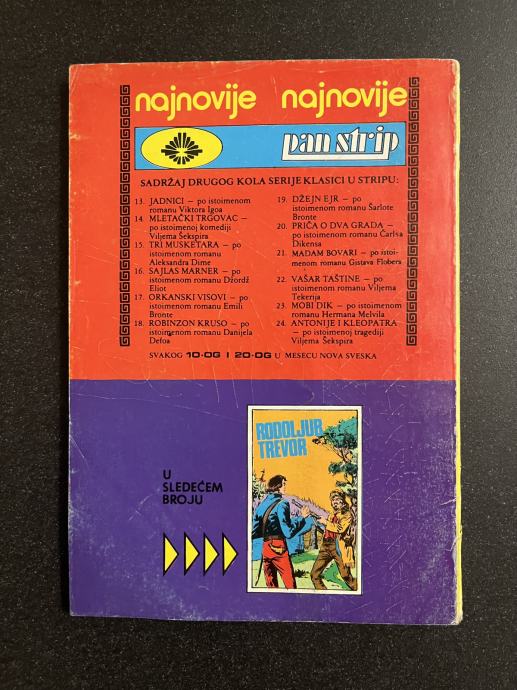 najnovije najnovije
pan strip
SADRŽAJ DRUGOG KOLA SERIJE KLASICI U STRIPU:
13. JADNICI — po istoimenom
romanu Viktora Igoa
14. MLETAČKI TRGOVAC —
po istoimenoj komediji
Viljema Šekspira
15. TRI MUSKETARA — po
istoimenom romanu
Aleksandra Dime
16. SAJLAS MARNER — po
istoimenom romanu Džordž
Eliot
17. ORKANSKI VISOVI — po
istoimenom romanu Emili
Bronte
18. ROBINZON KRUSO — po
istoimenom romanu Danijela
Defoa
19. DŽEJN EJR — po
istoimenom romanu Šarlote
Bronte
20. PRIČA O DVA GRADA —
po istoimenom romanu Čarlsa
Dikensa
21. MADAM BOVARI — po istoi-
menom romanu Gistava Flobera
22. VAŠAR TAŠTINE — po
istoimenom romanu Viljema
Tekerija
23. MOBI DIK — po istoimenom
romanu Hermana Melvila
24. ANTONIJE I KLEOPATRA
— po istoimenoj tragediji
Viljema Šekspira
SVAKOG 10-OG I 20-OG U MESECU NOVA SVESKA
U
SLEDEĆEM
BROJU
RODOLJUB
TREVOR